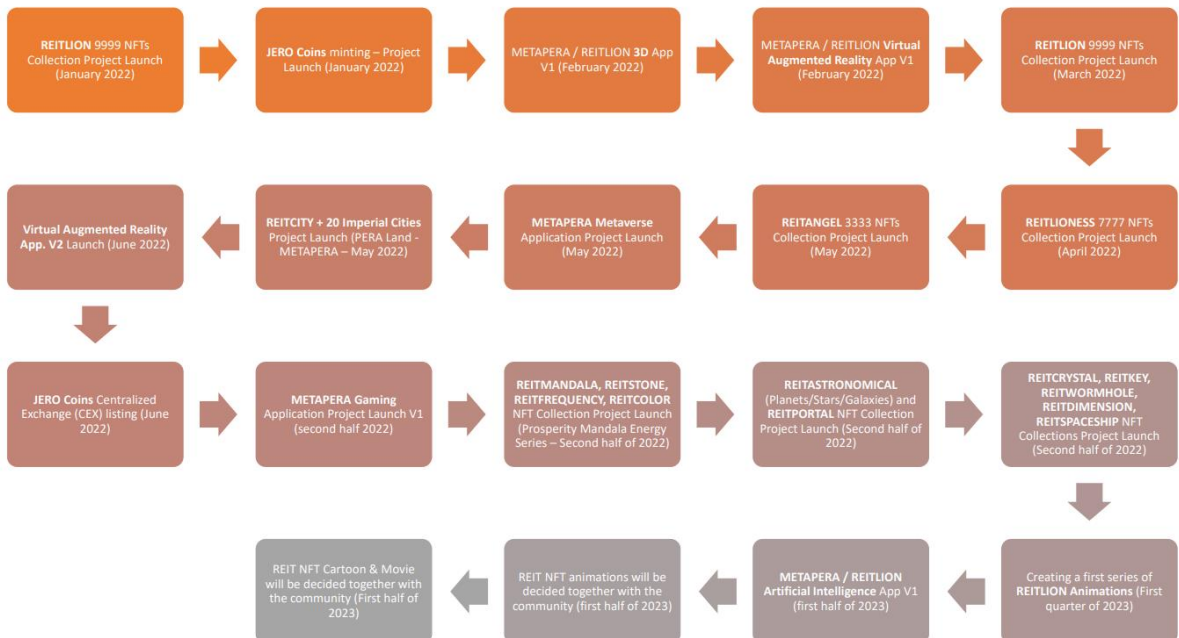 REITLION 9999 NFTs
Collection Project Launch
(January 2022)
JERO Coins minting – Project
Launch (January 2022)
METAPERA / REITLION 3D App
V1 (February 2022)
METAPERA / REITLION Virtual
Augmented Reality App V1
(February 2022)
REITLION 9999 NFTs
Collection Project Launch
(March 2022)
REITLIONESS 7777 NFTs
Collection Project Launch
(April 2022)
REITANGEL 3333 NFTs
Collection Project Launch
(May 2022)
METAPERA Metaverse
Application Project Launch
(May 2022)
REITCITY + 20 Imperial Cities
Project Launch (PERA Land -
METAPERA – May 2022)
Virtual Augmented Reality
App. V2 Launch (June 2022)
JERO Coins Centralized
Exchange (CEX) listing (June
2022)
METAPERA Gaming
Application Project Launch V1
(second half 2022)
REITMANDALA, REITSTONE,
REITFREQUENCY, REITCOLOR
NFT Collection Project Launch
(Prosperity Mandala Energy
Series – Second half of 2022)
REITASTRONOMICAL
(Planets/Stars/Galaxies) and
REITPORTAL NFT Collection
Project Launch (Second half of
2022)
REITCRYSTAL, REITKEY,
REITWORMHOLE,
REITDIMENSION,
REITSPACESHIP NFT
Collections Project Launch
(Second half of 2022)
Creating a first series of
REITLION Animations (First
quarter of 2023)
METAPERA / REITLION
Artificial Intelligence App V1
(first half of 2023)
REIT NFT animations will be
decided together with the
community (first half of 2023)
REIT NFT Cartoon & Movie
will be decided together with
the community (First half of
2023)